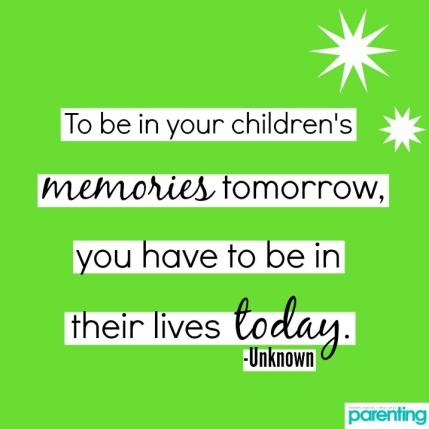 To be in your children's
memories tomorrow,
you have to be in
their lives today.
-Unknown
parenting